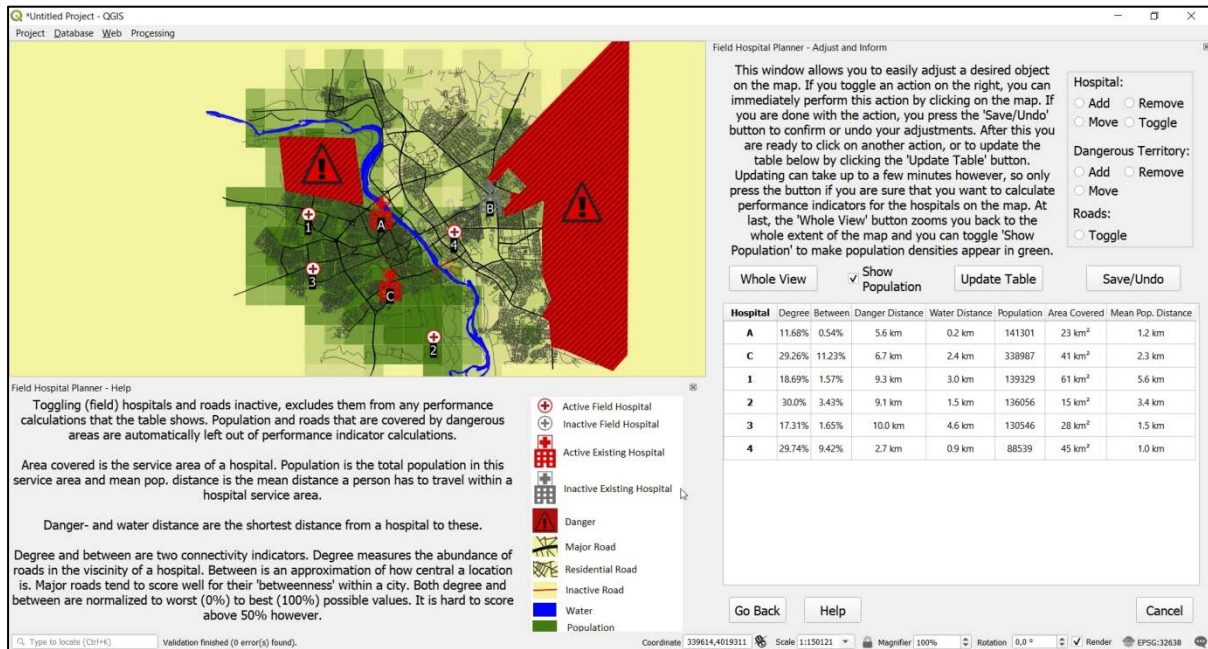 *Untitled Project - QGIS
Project Database Web Processing
A
B
C
1
2
3
4
Field Hospital Planner - Adjust and Inform
This window allows you to easily adjust a desired object
on the map. If you toggle an action on the right, you can
immediately perform this action by clicking on the map. If
you are done with the action, you press the 'Save/Undo'
button to confirm or undo your adjustments. After this you
are ready to click on another action, or to update the
table below by clicking the 'Update Table' button.
Updating can take up to a few minutes however, so only
press the button if you are sure that you want to calculate
performance indicators for the hospitals on the map. At
last, the 'Whole View' button zooms you back to the
whole extent of the map and you can toggle 'Show
Population' to make population densities appear in green.
Hospital:
Add Remove
Move Toggle
Dangerous Territory:
Add Remove
Move
Roads:
Toggle
Whole View
Show
Population
Update Table
Save/Undo
Hospital Degree Between Danger Distance Water Distance Population Area Covered Mean Pop. Distance
A 11.68% 0.54% 5.6 km 0.2 km 141301 23 km² 1.2 km
C 29.26% 11.23% 6.7 km 2.4 km 338987 41 km² 2.3 km
1 18.69% 1.57% 9.3 km 3.0 km 139329 61 km² 5.6 km
2 30.0% 3.43% 9.1 km 1.5 km 136056 15 km² 3.4 km
3 17.31% 1.65% 10.0 km 4.6 km 130546 28 km² 1.5 km
4 29.74% 9.42% 2.7 km 0.9 km 88539 45 km² 1.0 km
Go Back
Help
Cancel
Field Hospital Planner - Help
Toggling (field) hospitals and roads inactive, excludes them from any performance
calculations that the table shows. Population and roads that are covered by dangerous
areas are automatically left out of performance indicator calculations.
Area covered is the service area of a hospital. Population is the total population in this
service area and mean pop. distance is the mean distance a person has to travel within a
hospital service area.
Danger- and water distance are the shortest distance from a hospital to these.
Degree and between are two connectivity indicators. Degree measures the abundance of
roads in the viscinity of a hospital. Between is an approximation of how central a location
is. Major roads tend to score well for their 'betweenness' within a city. Both degree and
between are normalized to worst (0%) to best (100%) possible values. It is hard to score
above 50% however.
Active Field Hospital
Inactive Field Hospital
Active Existing Hospital
Inactive Existing Hospital
Danger
Major Road
Residential Road
Inactive Road
Water
Population
Type to locate (Ctrl+K)
Validation finished (0 error(s) found).
Coordinate 339614,4019311 Scale 1:150121 Magnifier 100% Rotation 0,0 ° Render EPSG:32638